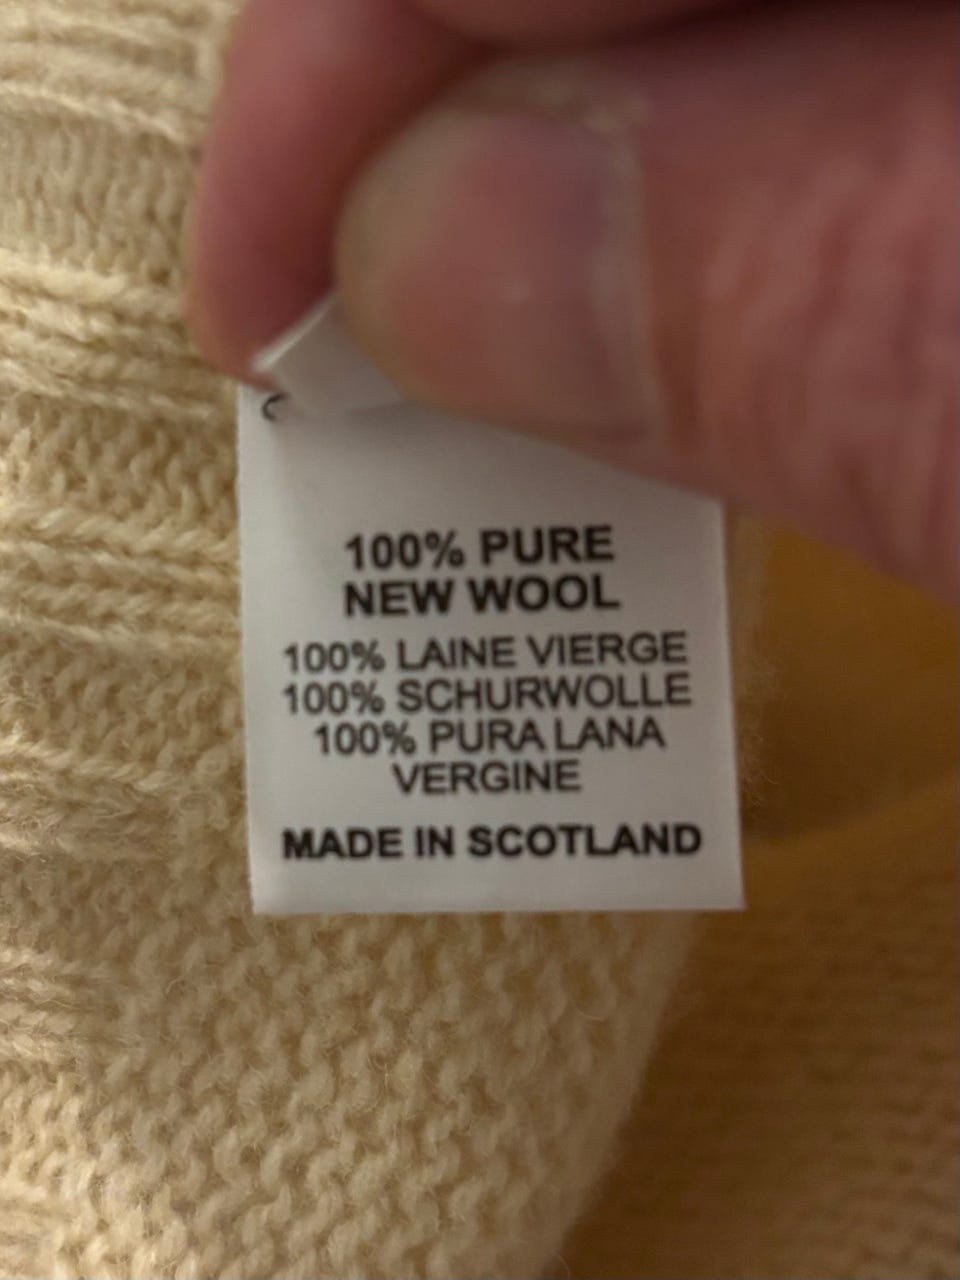 100% PURE
NEW WOOL
100% LAINE VIERGE
100% SCHURWOLLE
100% PURA LANA
VERGINE
MADE IN SCOTLAND